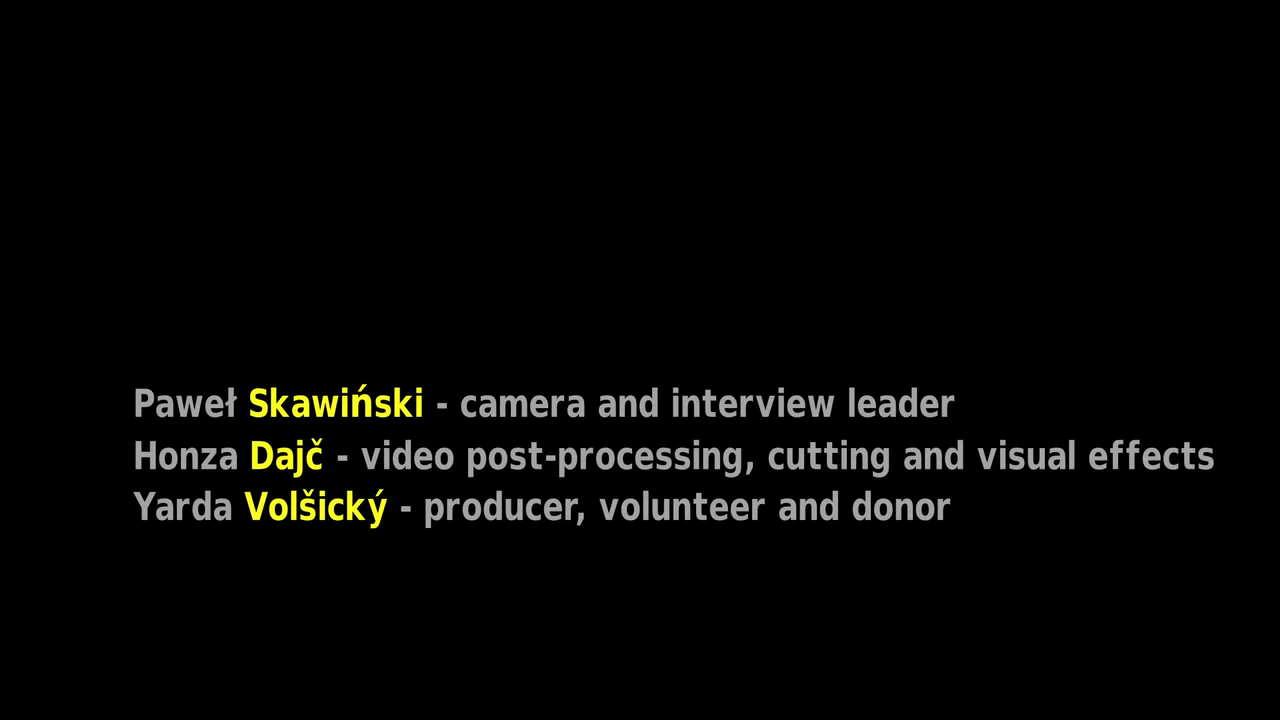 Paweł Skawiński - camera and interview leader
Honza Dajč - video post-processing, cutting and visual effects
Yarda Volšický - producer, volunteer and donor